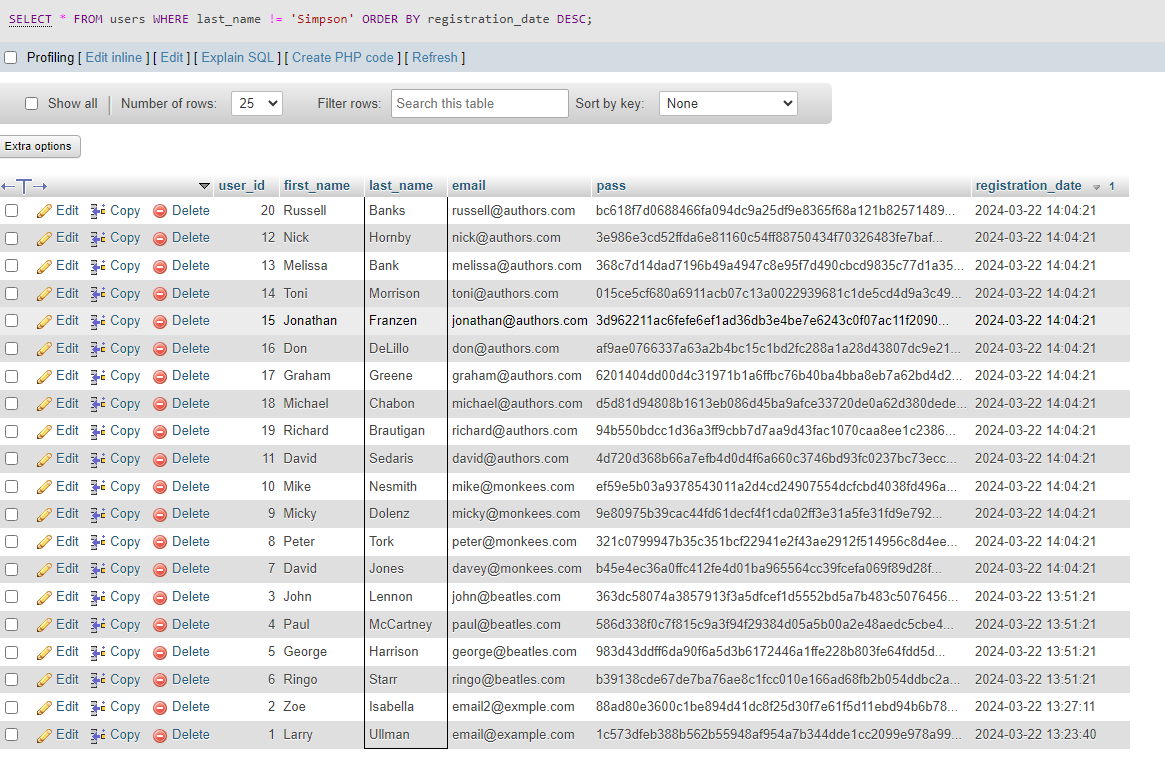 SELECT * FROM users WHERE last_name != 'Simpson' ORDER BY registration_date DESC;
Profiling [ Edit inline ] [ Edit ] [ Explain SQL ] [ Create PHP code ] [ Refresh ]
Show all | Number of rows: 25 Filter rows: Search this table Sort by key: None
Extra options
←T→ user_id first_name last_name email pass registration_date 1
Edit Copy Delete 20 Russell Banks russell@authors.com bc618f7d0688466fa094dc9a25df9e8365f68a121b82571489... 2024-03-22 14:04:21
Edit Copy Delete 12 Nick Hornby nick@authors.com 3e986e3cd52ffda6e81160c54ff88750434f70326483fe7baf... 2024-03-22 14:04:21
Edit Copy Delete 13 Melissa Bank melissa@authors.com 368c7d14dad7196b49a4947c8e95f7d490cbcd9835c77d1a35... 2024-03-22 14:04:21
Edit Copy Delete 14 Toni Morrison toni@authors.com 015ce5cf680a6911acb07c13a0022939681c1de5cd4d9a3c49... 2024-03-22 14:04:21
Edit Copy Delete 15 Jonathan Franzen jonathan@authors.com 3d962211ac6fefe6ef1ad36db3e4be7e6243c0f07ac11f2090... 2024-03-22 14:04:21
Edit Copy Delete 16 Don DeLillo don@authors.com af9ae0766337a63a2b4bc15c1bd2fc288a1a28d43807dc9e21... 2024-03-22 14:04:21
Edit Copy Delete 17 Graham Greene graham@authors.com 6201404dd00d4c31971b1a6ffbc76b40ba4bba8eb7a62bd4d2... 2024-03-22 14:04:21
Edit Copy Delete 18 Michael Chabon michael@authors.com d5d81d94808b1613eb086d45ba9afce33720de0a62d380dede... 2024-03-22 14:04:21
Edit Copy Delete 19 Richard Brautigan richard@authors.com 94b550bdcc1d36a3ff9cbb7d7aa9d43fac1070caa8ee1c2386... 2024-03-22 14:04:21
Edit Copy Delete 11 David Sedaris david@authors.com 4d720d368b66a7efb4d0d4f6a660c3746bd93fc0237bc73ecc... 2024-03-22 14:04:21
Edit Copy Delete 10 Mike Nesmith mike@monkees.com ef59e5b03a9378543011a2d4cd24907554dcfcbd4038fd496a... 2024-03-22 14:04:21
Edit Copy Delete 9 Micky Dolenz micky@monkees.com 9e80975b39cac44fd61decf4f1cda02ff3e31a5fe31fd9e792... 2024-03-22 14:04:21
Edit Copy Delete 8 Peter Tork peter@monkees.com 321c0799947b35c351bcf22941e2f43ae2912f514956c8d4ee... 2024-03-22 14:04:21
Edit Copy Delete 7 David Jones davey@monkees.com b45e4ec36a0ffc412fe4d01ba965564cc39fcefa069f89d28f... 2024-03-22 14:04:21
Edit Copy Delete 3 John Lennon john@beatles.com 363dc58074a3857913f3a5dfcef1d5552bd5a7b483c5076456... 2024-03-22 13:51:21
Edit Copy Delete 4 Paul McCartney paul@beatles.com 586d338f0c7f815c9a3f94f29384d05a5b00a2e48aedc5cbe4... 2024-03-22 13:51:21
Edit Copy Delete 5 George Harrison george@beatles.com 983d43ddff6da90f6a5d3b6172446a1ffe228b803fe64fdd5d... 2024-03-22 13:51:21
Edit Copy Delete 6 Ringo Starr ringo@beatles.com b39138cde67de7ba76ae8c1fcc010e166ad68fb2b054ddbc2a... 2024-03-22 13:51:21
Edit Copy Delete 2 Zoe Isabella email2@exmple.com 88ad80e3600c1be894d41dc8f25d30f7e61f5d11ebd94b6b78... 2024-03-22 13:27:11
Edit Copy Delete 1 Larry Ullman email@example.com 1c573dfeb388b562b55948af954a7b344dde1cc2099e978a99... 2024-03-22 13:23:40